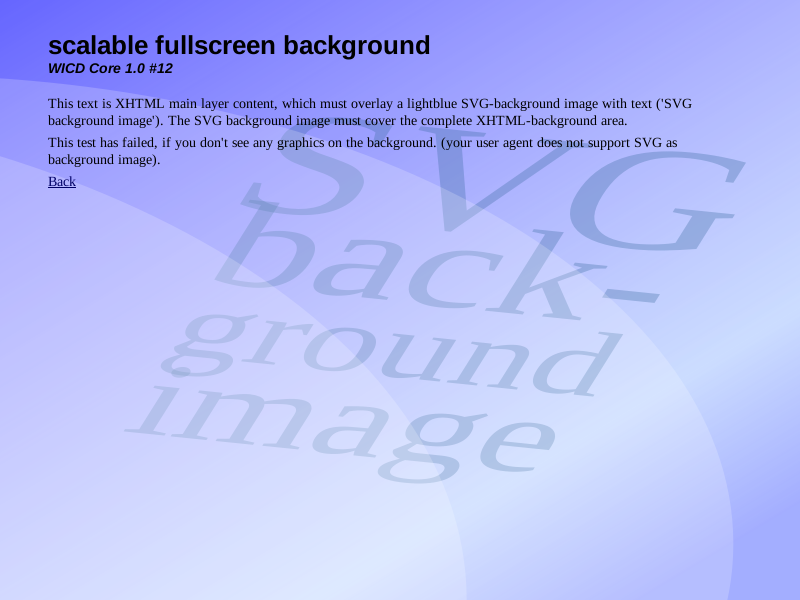 scalable fullscreen background
WICD Core 1.0 #12
This text is XHTML main layer content, which must overlay a lightblue SVG-background image with text ('SVG
background image'). The SVG background image must cover the complete XHTML-background area.
This test has failed, if you don't see any graphics on the background. (your user agent does not support SVG as
background image).
Back
SVG
back-
ground
image